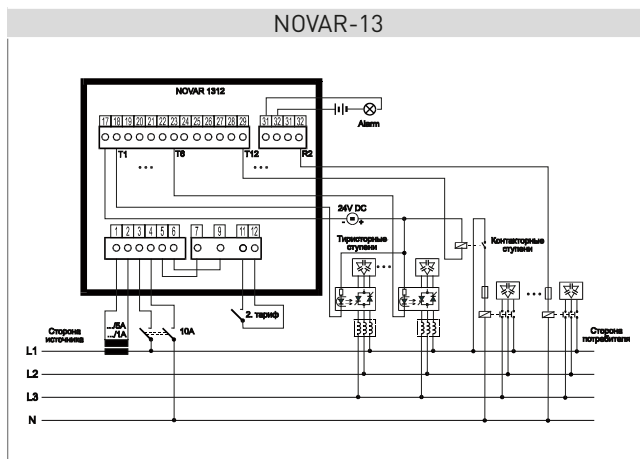 NOVAR-13
NOVAR 1312
17 18 19 20 21 22 23 24 25 26 27 28 29
31 32 31 32
T1
T8
T12
R2
Alarm
24V DC
- +
1 2 3 4 5 6
7 9 11 12
Тиристорные
ступени
Контакторные
ступени
.../5A
.../1A
10A
2. тариф
Сторона
источника
Сторона
потребителя
L1
L2
L3
N